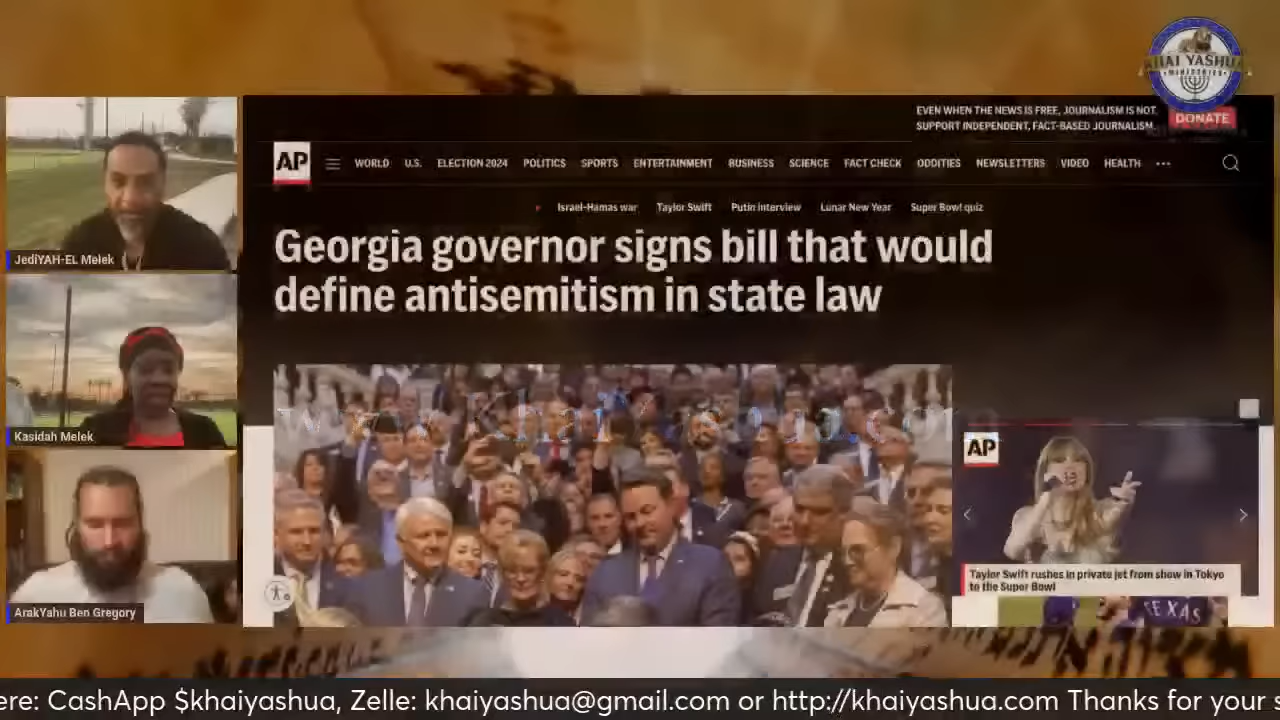 KHAI YASHUA
MINISTRIES
EVEN WHEN THE NEWS IS FREE, JOURNALISM IS NOT.
SUPPORT INDEPENDENT, FACT-BASED JOURNALISM.
DONATE
AP
WORLD U.S. ELECTION 2024 POLITICS SPORTS ENTERTAINMENT BUSINESS SCIENCE FACT CHECK ODDITIES NEWSLETTERS VIDEO HEALTH •••
Israel-Hamas war Taylor Swift Putin interview Lunar New Year Super Bowl quiz
Georgia governor signs bill that would
define antisemitism in state law
JediYAH-EL Melek
Kasidah Melek
ArakYahu Ben Gregory
www.KhaiYashua.com
AP
Taylor Swift rushes in private jet from show in Tokyo
to the Super Bowl
TEXAS
ere: CashApp $khaiyashua, Zelle: khaiyashua@gmail.com or http://khaiyashua.com Thanks for your s